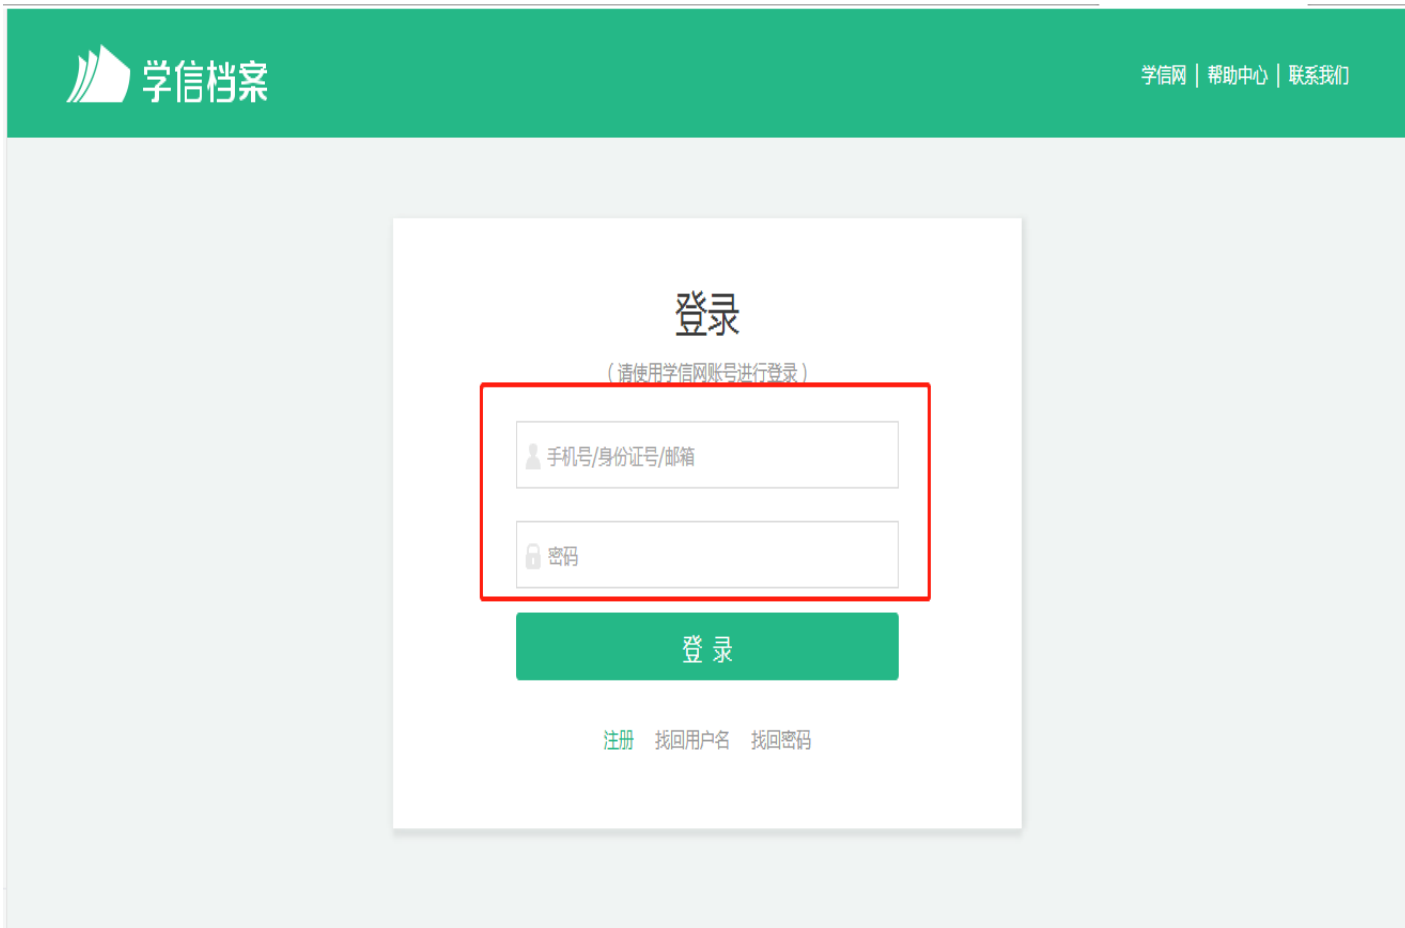 学信档案
学信网 | 帮助中心 | 联系我们
登录
（请使用学信网账号进行登录）
手机号/身份证号/邮箱
密码
登 录
注册 找回用户名 找回密码